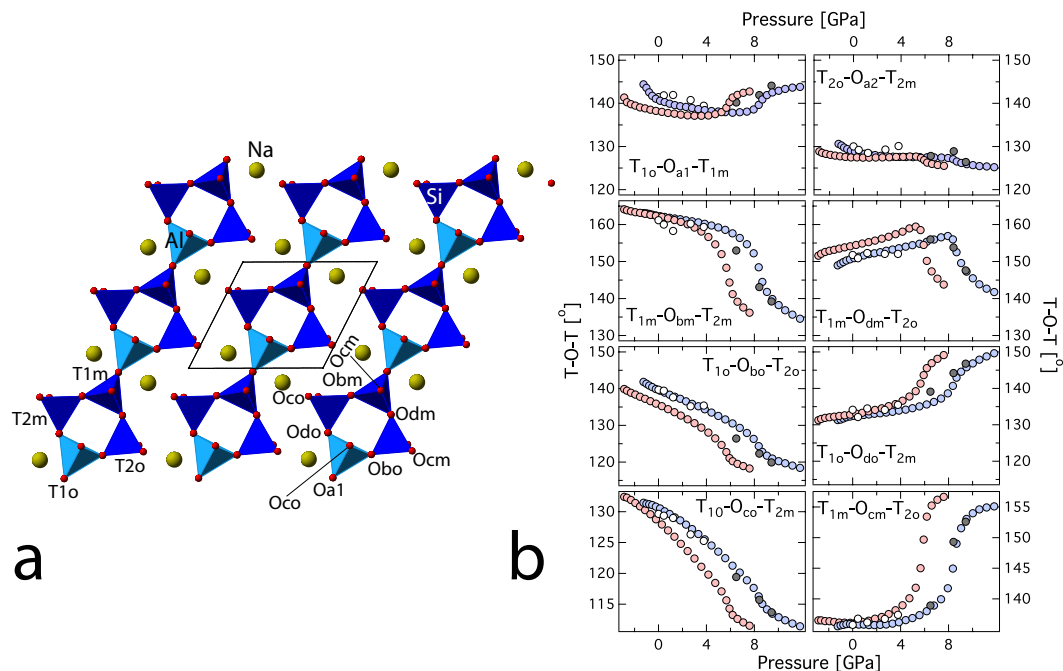 Pressure [GPa]
0
4
8
0
4
8
150
140
130
120
T1o-Oa1-T1m
T2o-Oa2-T2m
150
140
130
120
160
150
140
130
T1m-Obm-T2m
T1m-Odm-T2o
160
150
140
130
T-O-T [°]
T-O-T [°]
150
140
130
120
T1o-Obo-T2o
T1o-Odo-T2m
150
140
130
120
130
125
120
115
T10-Oco-T2m
T1m-Ocm-T2o
155
150
145
140
0
4
8
0
4
8
Pressure [GPa]
Na
Si
Al
T1m
T2m
T2o
T1o
Ocm
Obm
Oco
Odm
Odo
Ocm
Obo
Oa1
Oco
a
b